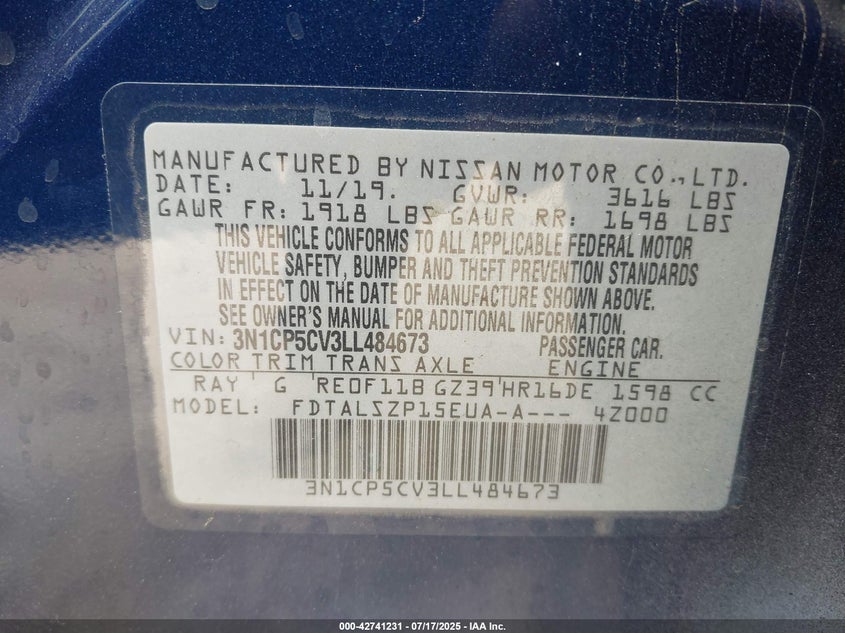 MANUFACTURED BY NISSAN MOTOR CO., LTD.
DATE: 11/19. GVWR: 3616 LBS
GAWR FR: 1918 LBS GAWR RR: 1698 LBS
THIS VEHICLE CONFORMS TO ALL APPLICABLE FEDERAL MOTOR
VEHICLE SAFETY, BUMPER AND THEFT PREVENTION STANDARDS
IN EFFECT ON THE DATE OF MANUFACTURE SHOWN ABOVE.
SEE OWNER'S MANUAL FOR ADDITIONAL INFORMATION.
VIN: 3N1CP5CV3LL484673 PASSENGER CAR.
COLOR TRIM TRANS AXLE ENGINE
RAY G RE0F11B GZ39 HR16DE 1598 CC
MODEL: FDTALSZP15EUA-A--- 4Z000
3N1CP5CV3LL484673
000-42741231 - 07/17/2025 - IAA Inc.